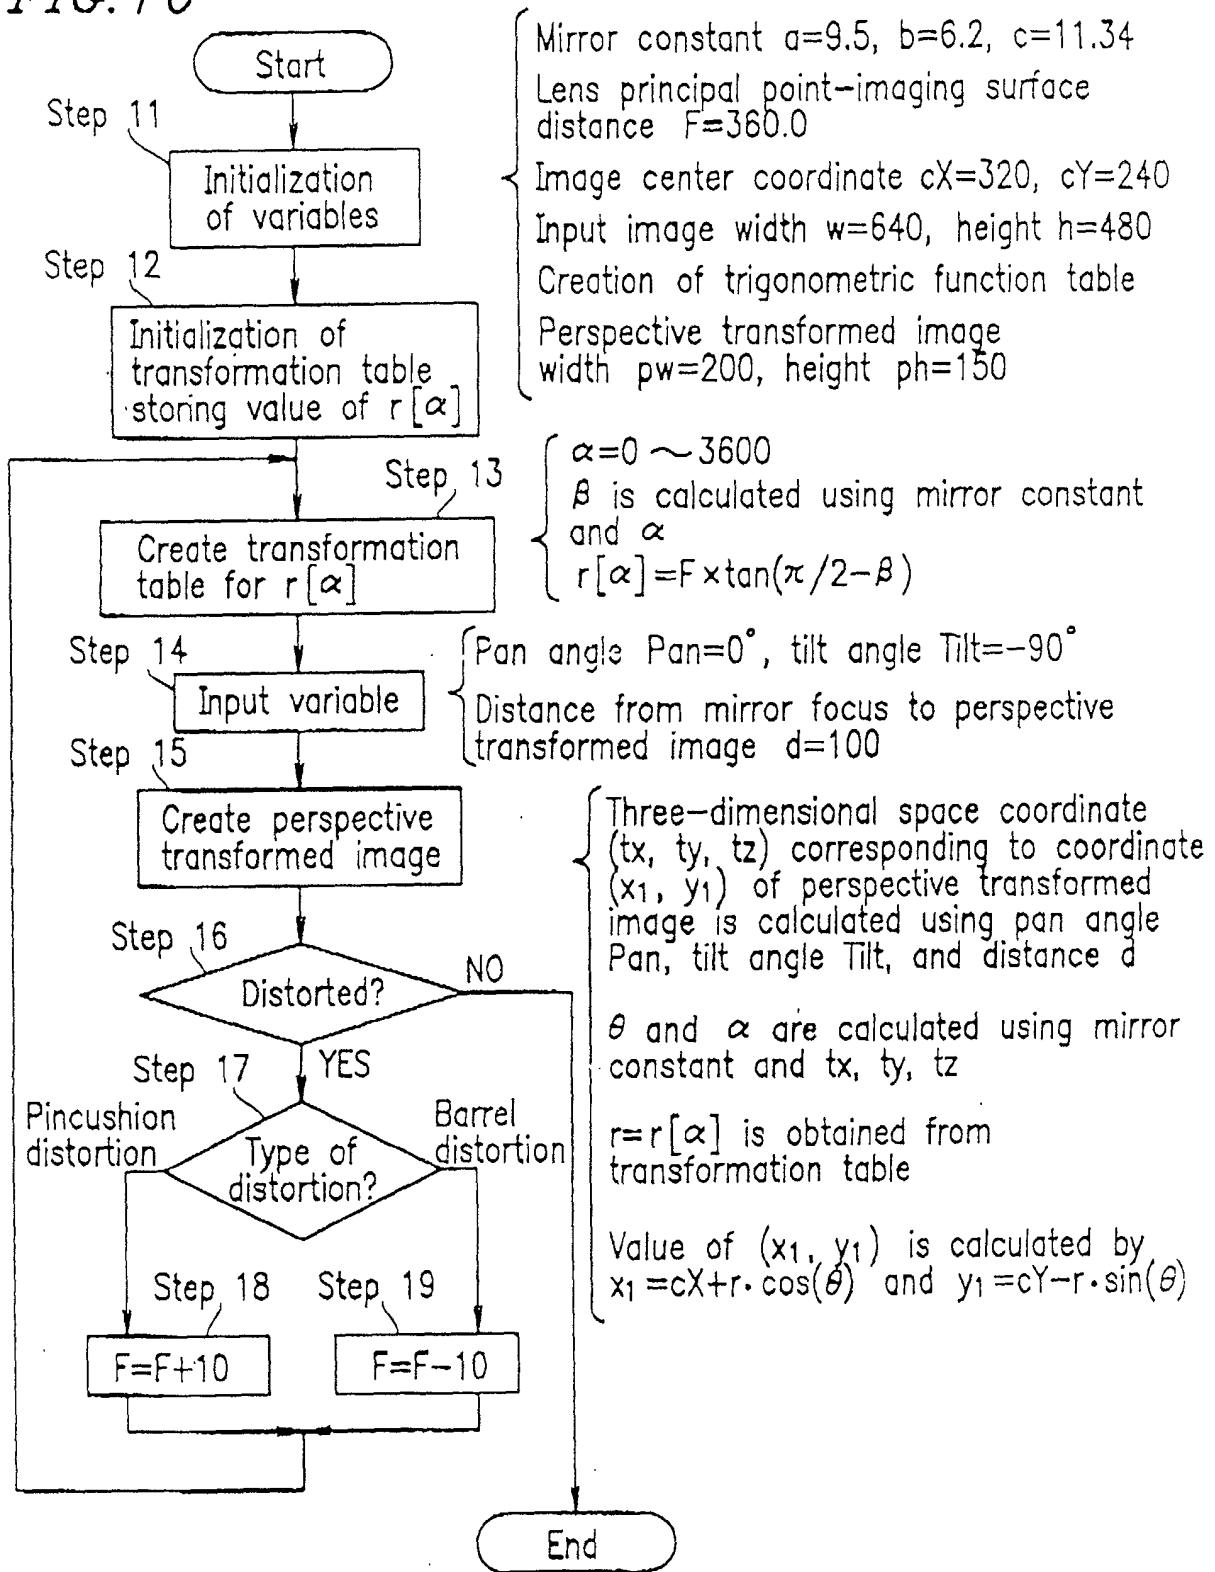 Start
Mirror constant a=9.5, b=6.2, c=11.34
Lens principal point-imaging surface
distance F=360.0
Image center coordinate cX=320, cY=240
Input image width w=640, height h=480
Creation of trigonometric function table
Perspective transformed image
width pw=200, height ph=150
Step 11
Initialization
of variables
Step 12
Initialization of
transformation table
storing value of r[α]
Step 13
Create transformation
table for r[α]
α=0 ~3600
β is calculated using mirror constant
and α
r[α]=F×tan(π/2-β)
Step 14
Input variable
Pan angle Pan=0°, tilt angle Tilt=-90°
Distance from mirror focus to perspective
transformed image d=100
Step 15
Create perspective
transformed image
Three-dimensional space coordinate
(tx, ty, tz) corresponding to coordinate
(x₁, y₁) of perspective transformed
image is calculated using pan angle
Pan, tilt angle Tilt, and distance d
θ and α are calculated using mirror
constant and tx, ty, tz
r=r[α] is obtained from
transformation table
Value of (x₁, y₁) is calculated by
x₁=cX+r·cos(θ) and y₁=cY-r·sin(θ)
Step 16
Distorted?
NO
YES
Step 17
Type of
distortion?
Pincushion
distortion
Barrel
distortion
Step 18
F=F+10
Step 19
F=F-10
End